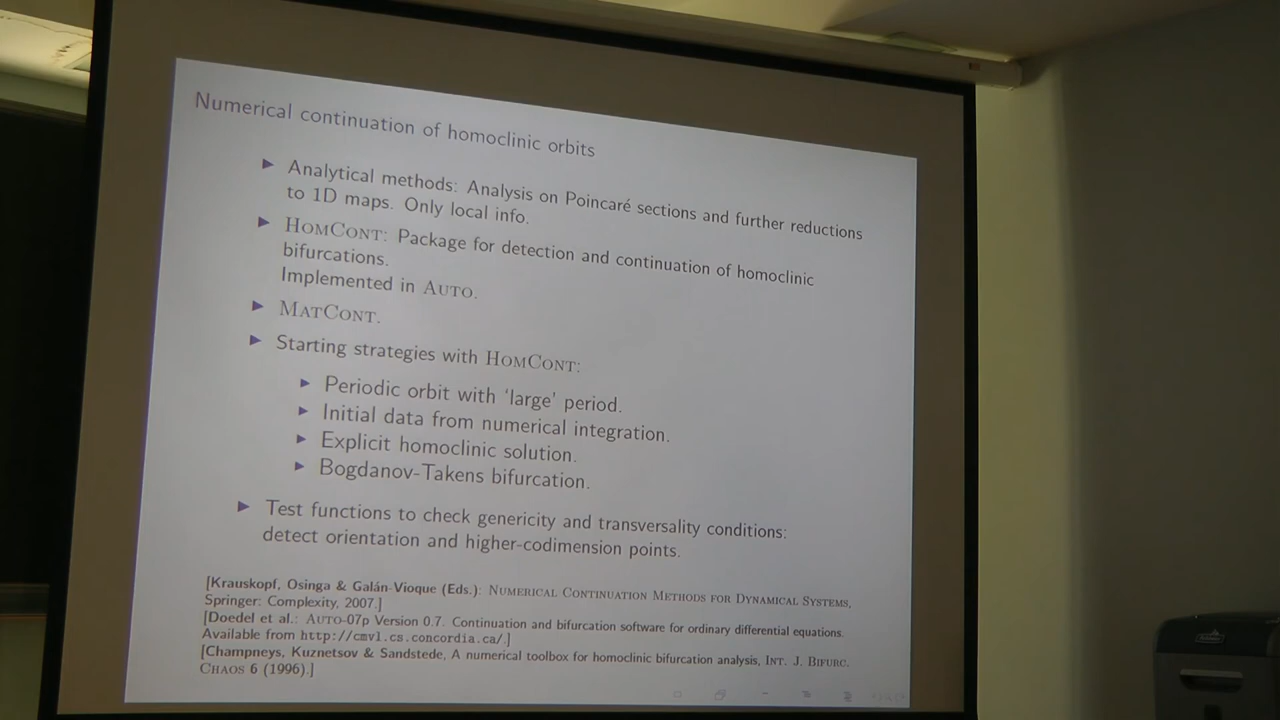 Numerical continuation of homoclinic orbits
▶ Analytical methods: Analysis on Poincaré sections and further reductions
to 1D maps. Only local info.
▶ HOMCONT: Package for detection and continuation of homoclinic
bifurcations.
Implemented in AUTO.
▶ MATCONT.
▶ Starting strategies with HOMCONT:
▶ Periodic orbit with 'large' period.
▶ Initial data from numerical integration.
▶ Explicit homoclinic solution.
▶ Bogdanov-Takens bifurcation.
▶ Test functions to check genericity and transversality conditions:
detect orientation and higher-codimension points.
[Krauskopf, Osinga & Galán-Vioque (Eds.): NUMERICAL CONTINUATION METHODS FOR DYNAMICAL SYSTEMS,
Springer: Complexity, 2007.]
[Doedel et al.: AUTO-07p Version 0.7. Continuation and bifurcation software for ordinary differential equations.
Available from http://cmvl.cs.concordia.ca/.]
[Champneys, Kuznetsov & Sandstede, A numerical toolbox for homoclinic bifurcation analysis, INT. J. BIFURC.
CHAOS 6 (1996).]